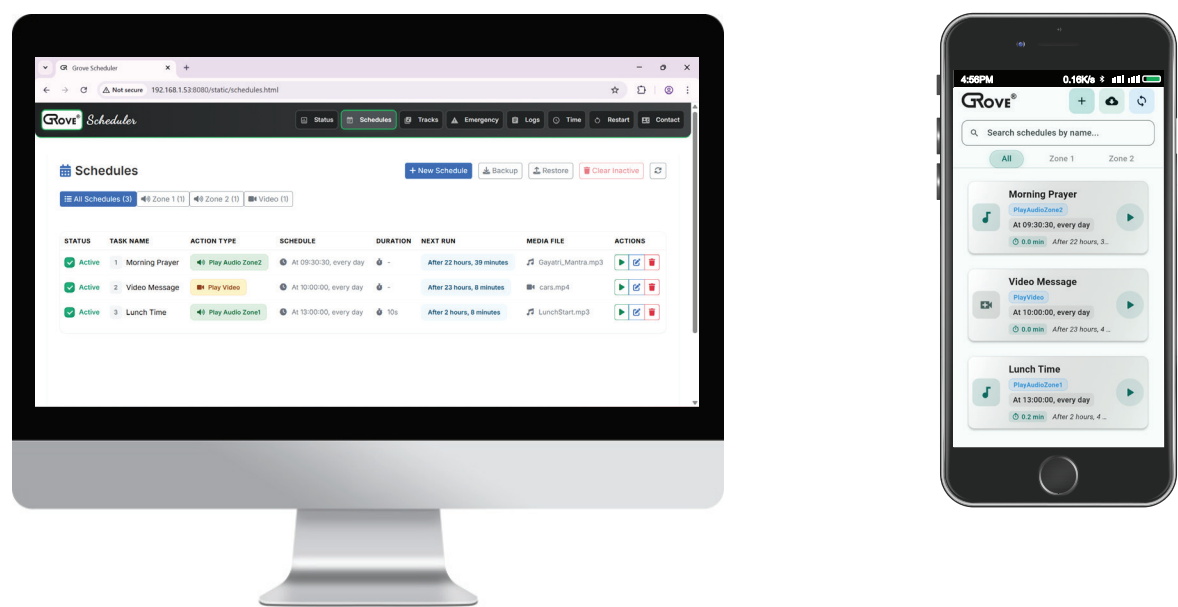 Grove Scheduler
Not secure 192.168.1.53:8080/static/schedules.html
GROVE® Scheduler
Status Schedules Tracks Emergency Logs Time Restart Contact
Schedules
+ New Schedule Backup Restore Clear Inactive
All Schedules (3) Zone 1 (1) Zone 2 (1) Video (1)
STATUS TASK NAME ACTION TYPE SCHEDULE DURATION NEXT RUN MEDIA FILE ACTIONS
Active 1 Morning Prayer Play Audio Zone2 At 09:30:30, every day - After 22 hours, 39 minutes Gayatri_Mantra.mp3
Active 2 Video Message Play Video At 10:00:00, every day - After 23 hours, 8 minutes cars.mp4
Active 3 Lunch Time Play Audio Zone1 At 13:00:00, every day 10s After 2 hours, 8 minutes LunchStart.mp3
4:56PM 0.16K/s
GROVE®
Search schedules by name...
All Zone 1 Zone 2
Morning Prayer
PlayAudioZone2
At 09:30:30, every day
0.0 min After 22 hours, 3...
Video Message
PlayVideo
At 10:00:00, every day
0.0 min After 23 hours, 4 ...
Lunch Time
PlayAudioZone1
At 13:00:00, every day
0.2 min After 2 hours, 4 ...